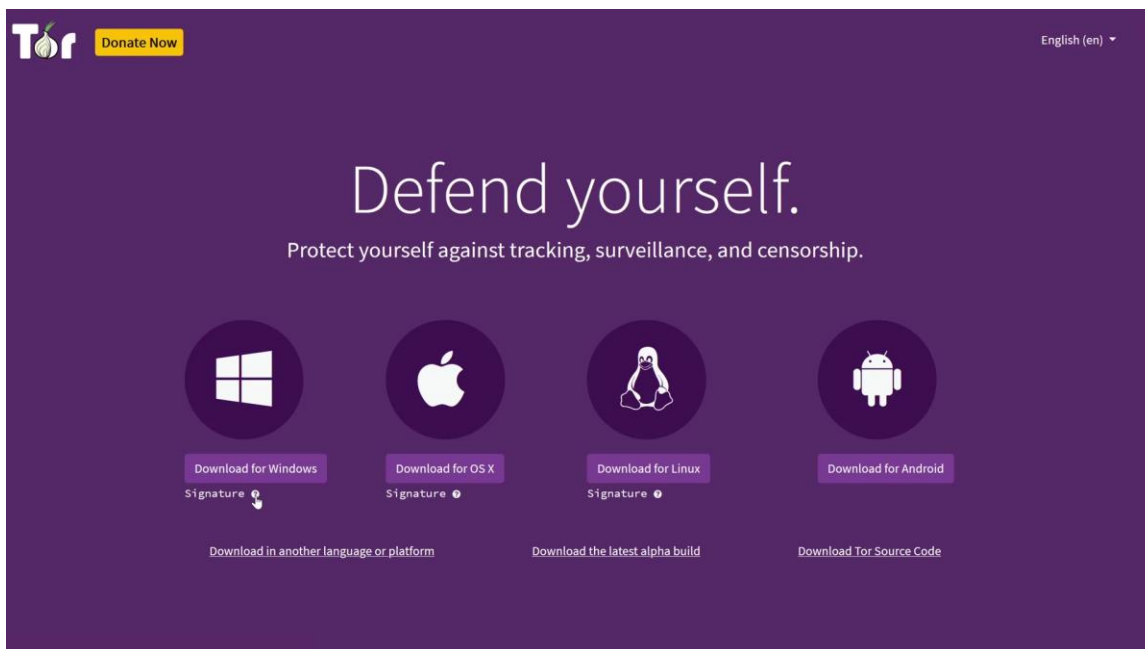 Tor
Donate Now
English (en)
Defend yourself.
Protect yourself against tracking, surveillance, and censorship.
Download for Windows
Download for OS X
Download for Linux
Download for Android
Signature ?
Signature ?
Signature ?
Download in another language or platform
Download the latest alpha build
Download Tor Source Code